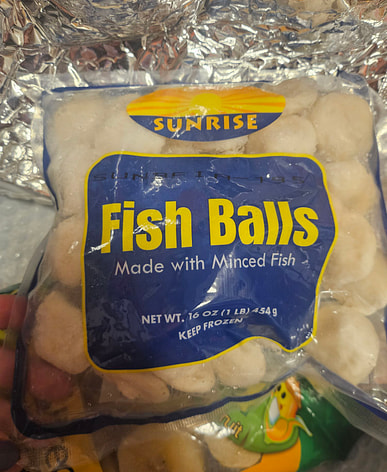 SUNRISE
Fish Balls
Made with Minced Fish
NET WT. 16 OZ (1 LB) 454g
KEEP FROZEN